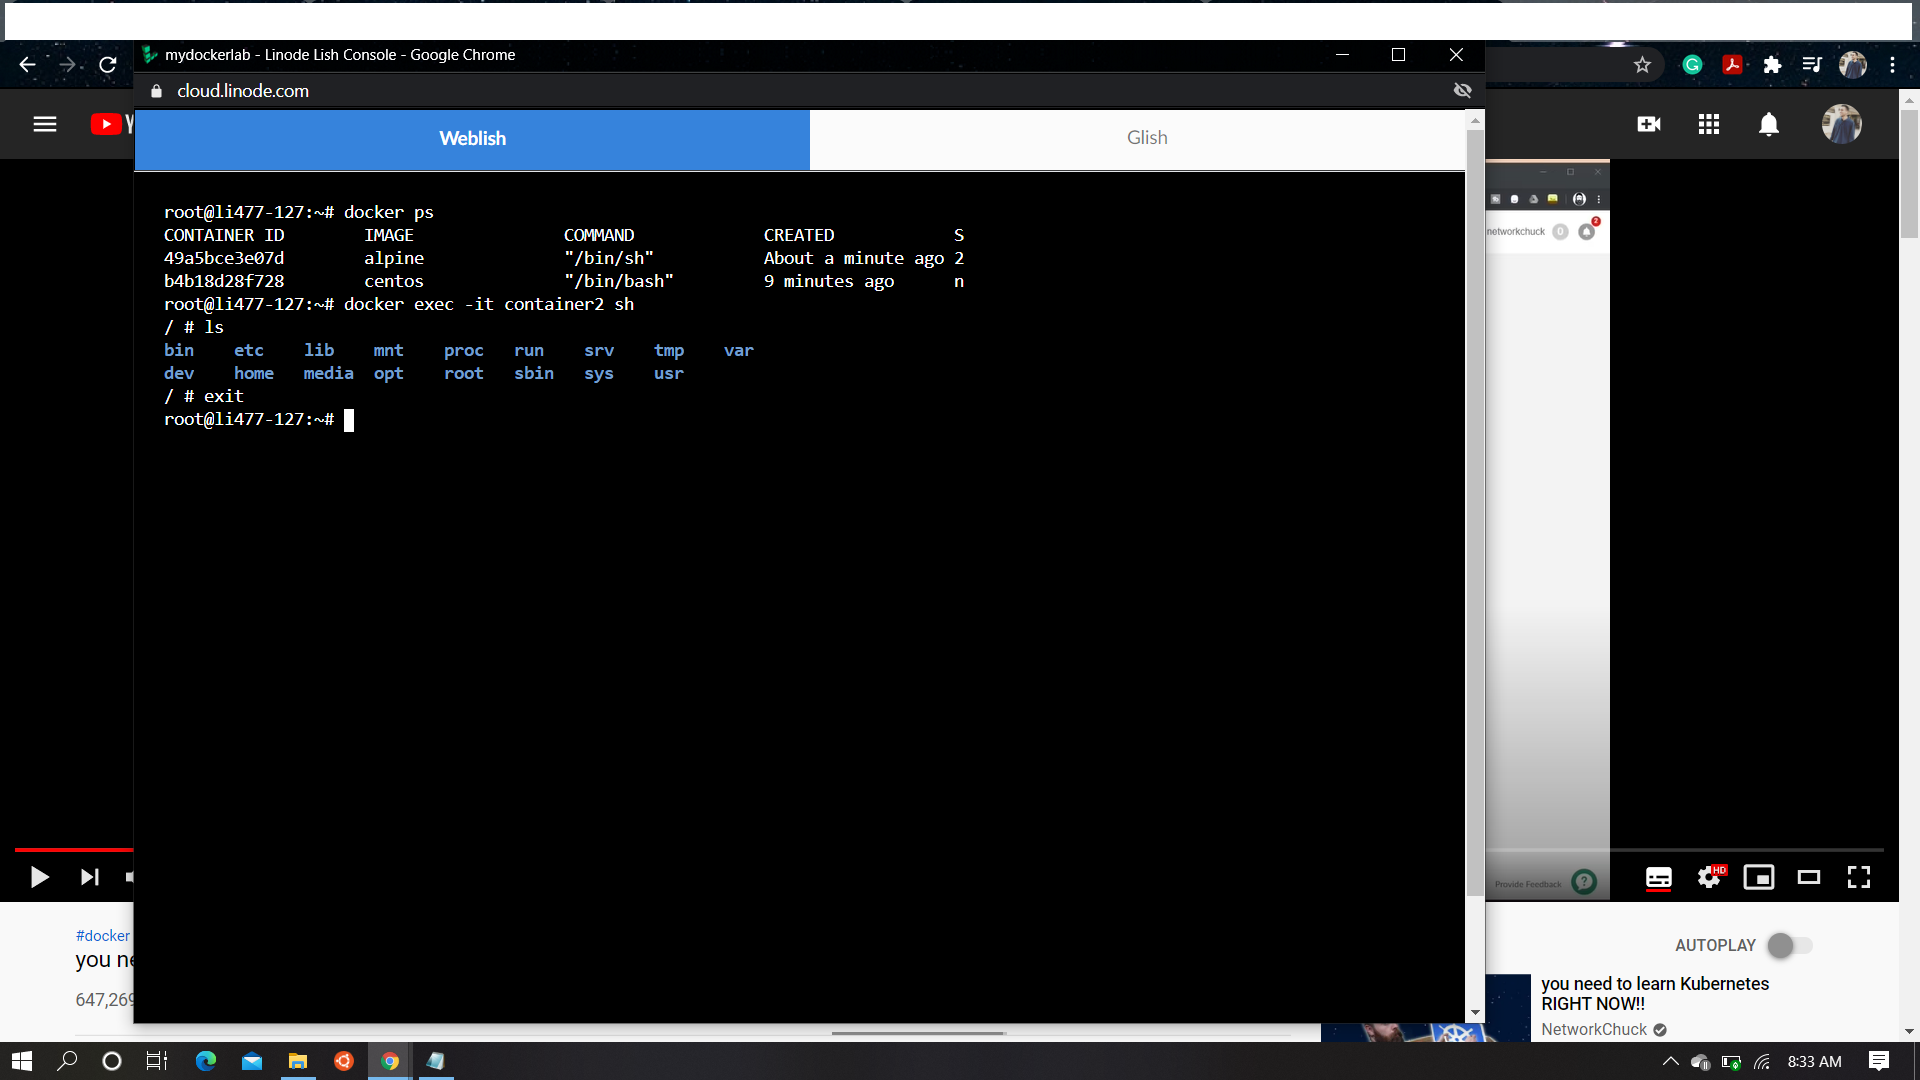 mydockerlab - Linode Lish Console - Google Chrome
cloud.linode.com
Weblish
Glish
root@li477-127:~# docker ps
CONTAINER ID IMAGE COMMAND CREATED S
49a5bce3e07d alpine "/bin/sh" About a minute ago 2
b4b18d28f728 centos "/bin/bash" 9 minutes ago n
root@li477-127:~# docker exec -it container2 sh
/ # ls
bin etc lib mnt proc run srv tmp var
dev home media opt root sbin sys usr
/ # exit
root@li477-127:~#
networkchuck
0
2
Provide Feedback
HD
#docker
you ne
647,269
AUTOPLAY
you need to learn Kubernetes
RIGHT NOW!!
NetworkChuck
8:33 AM